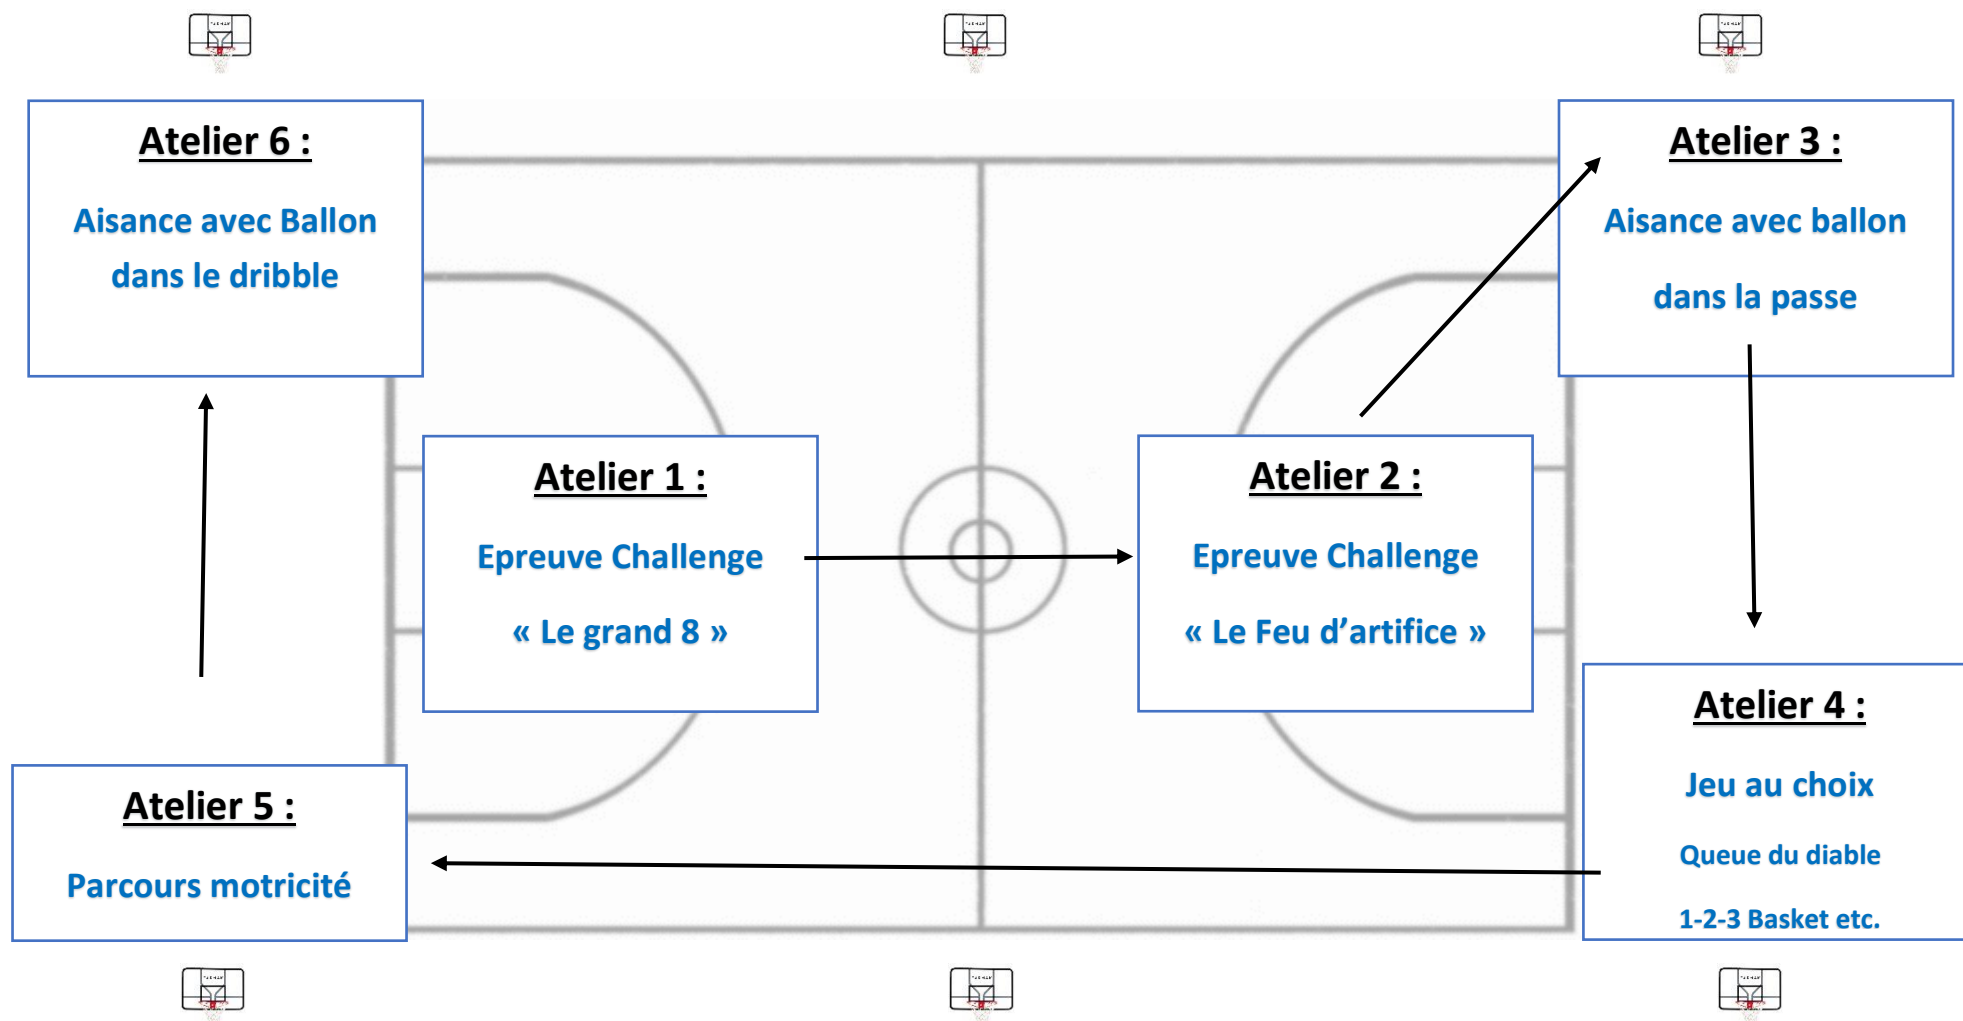 Atelier 6 :
Aisance avec Ballon
dans le dribble
Atelier 3 :
Aisance avec ballon
dans la passe
Atelier 1 :
Epreuve Challenge
« Le grand 8 »
Atelier 2 :
Epreuve Challenge
« Le Feu d’artifice »
Atelier 4 :
Jeu au choix
Queue du diable
1-2-3 Basket etc.
Atelier 5 :
Parcours motricité